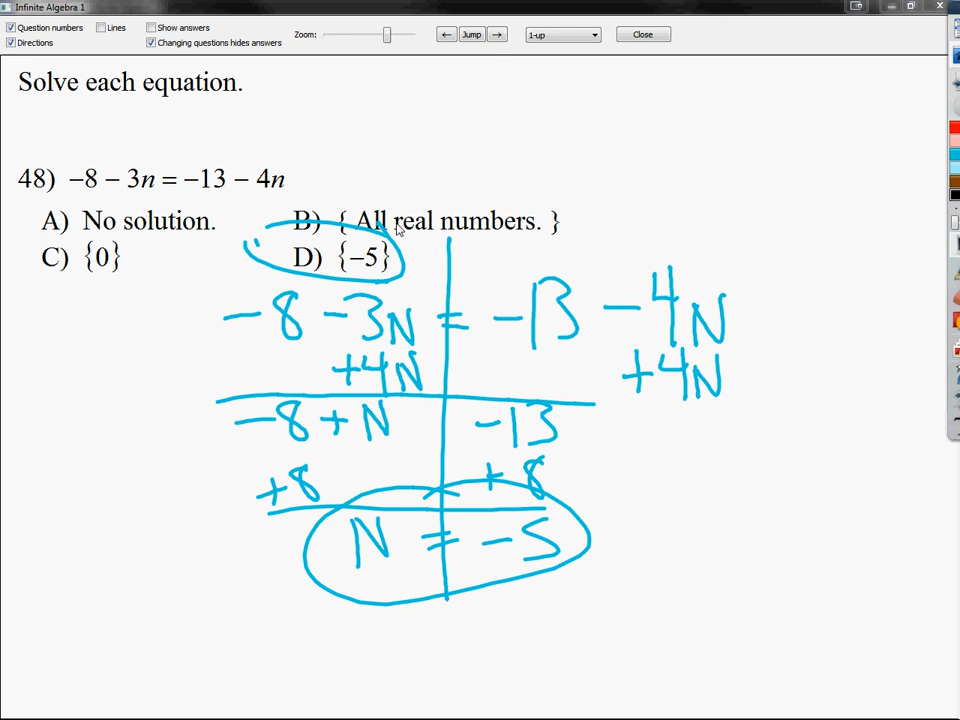 Infinite Algebra 1
Question numbers Lines Show answers Zoom: ← Jump → 1-up Close
Directions Changing questions hides answers
Solve each equation.
48) −8 − 3n = −13 − 4n
A) No solution. B) { All real numbers. }
C) {0} D) {−5}
−8 −3N = −13 −4N
+4N +4N
−8 + N −13
+8 +8
N = −5